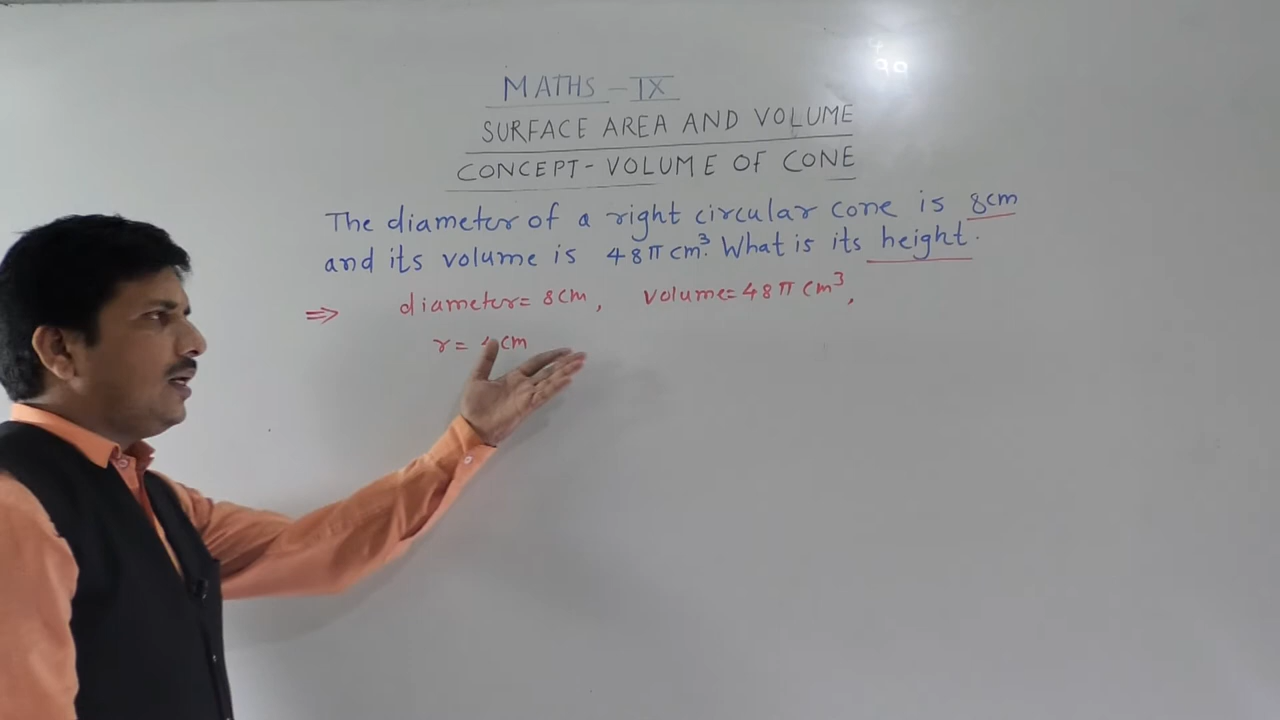 MATHS - IX
SURFACE AREA AND VOLUME
CONCEPT - VOLUME OF CONE
The diameter of a right circular cone is 8cm
and its volume is 48π cm³. What is its height.
⇒ diameter = 8cm, volume = 48π cm³,
r = cm